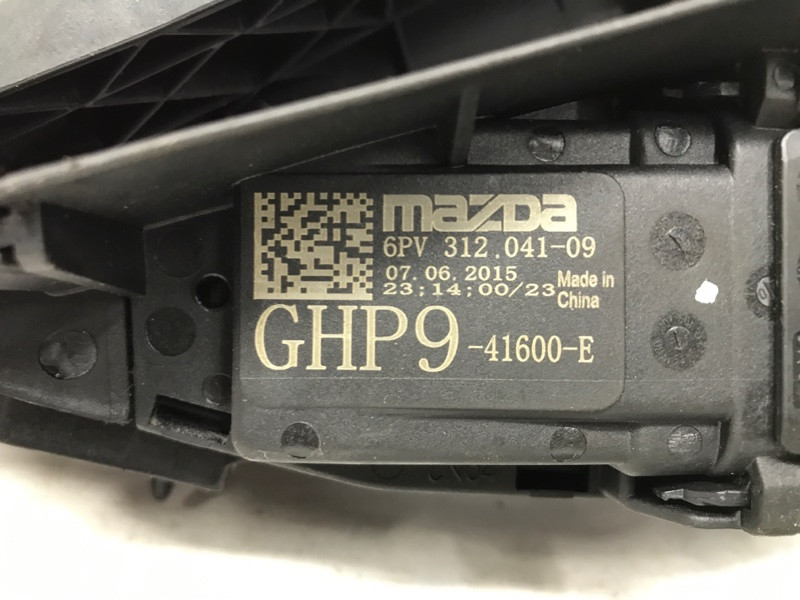 mazda
6PV 312.041-09
07.06.2015
23:14:00/23
Made in
China
GHP9-41600-E